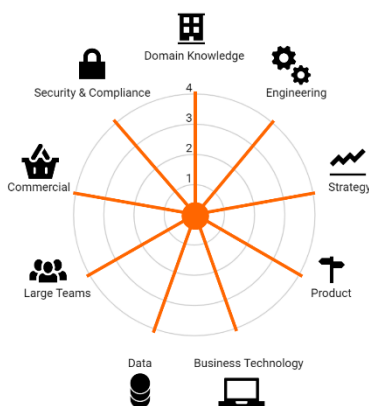 Domain Knowledge
Engineering
Security & Compliance
4
3
2
1
Commercial
Strategy
Large Teams
Product
Data
Business Technology